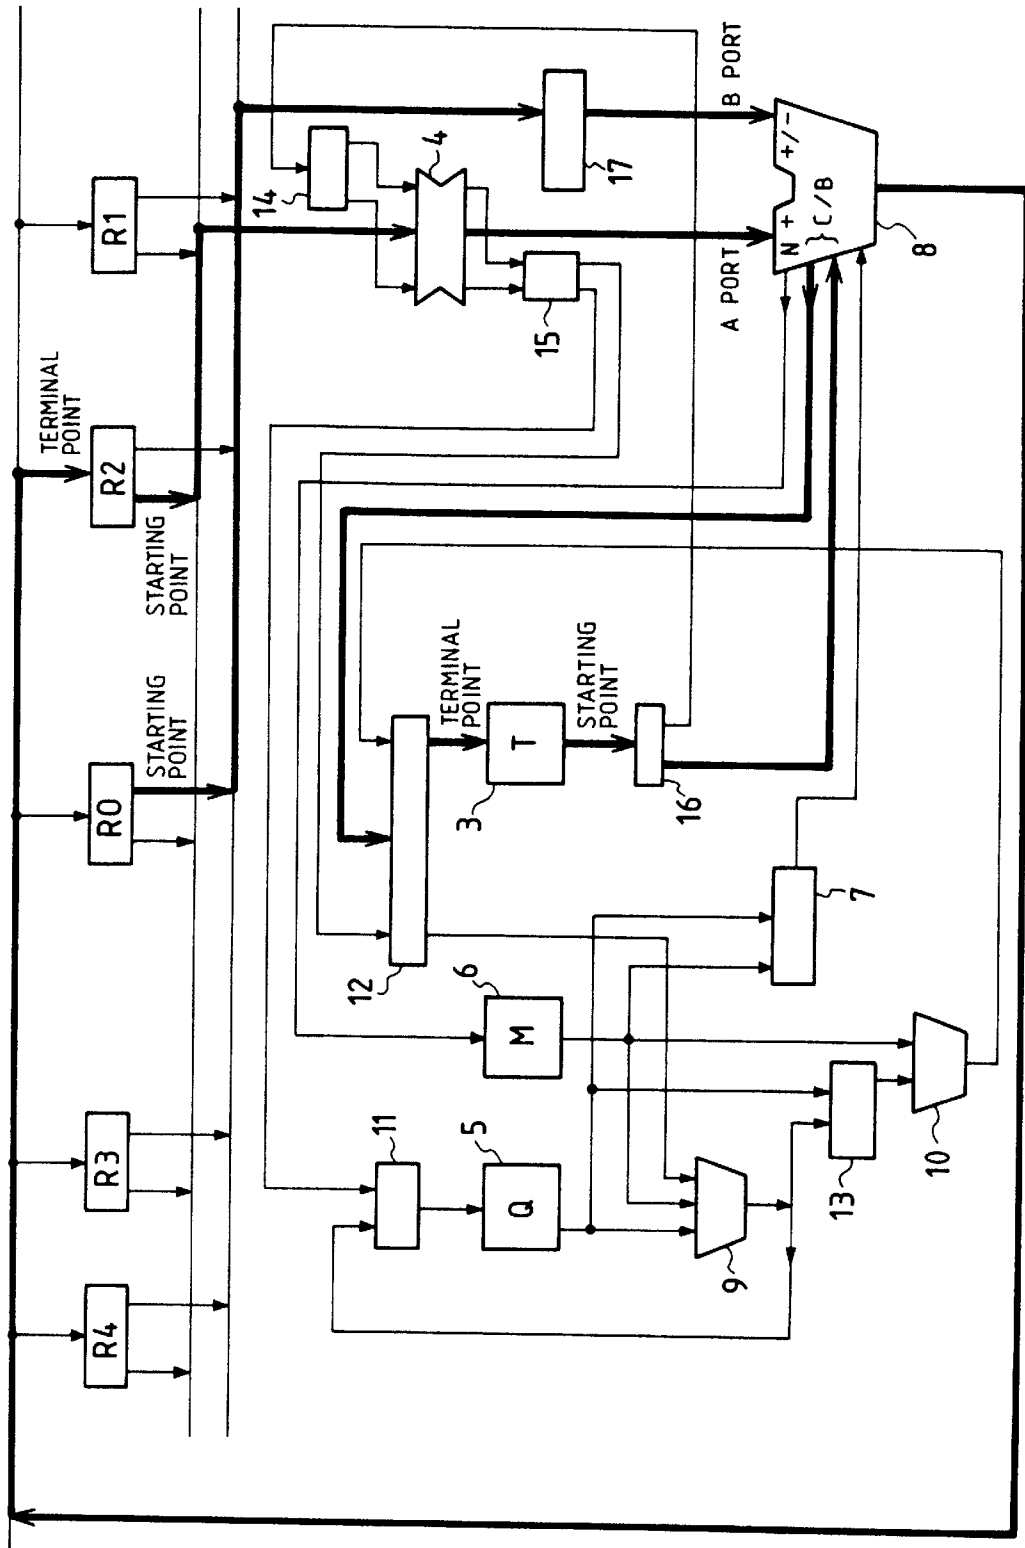 R4
R3
R0
R2
R1
TERMINAL
POINT
STARTING
POINT
STARTING
POINT
14
4
17
15
A PORT
B PORT
N + +/-
} C/B
8
12
TERMINAL
POINT
T
3
STARTING
POINT
16
6
M
7
11
5
Q
9
13
10